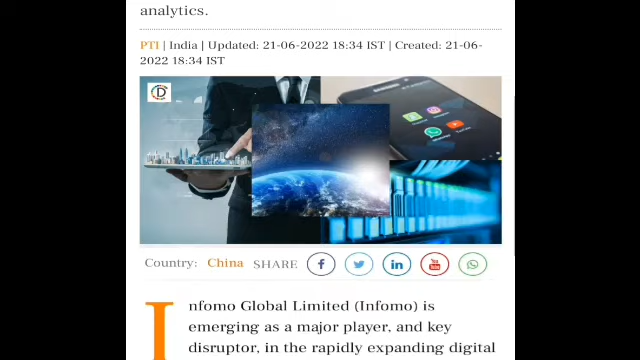 analytics.
PTI | India | Updated: 21-06-2022 18:34 IST | Created: 21-06-
2022 18:34 IST
D
Country: China SHARE
Infomo Global Limited (Infomo) is
emerging as a major player, and key
disruptor, in the rapidly expanding digital